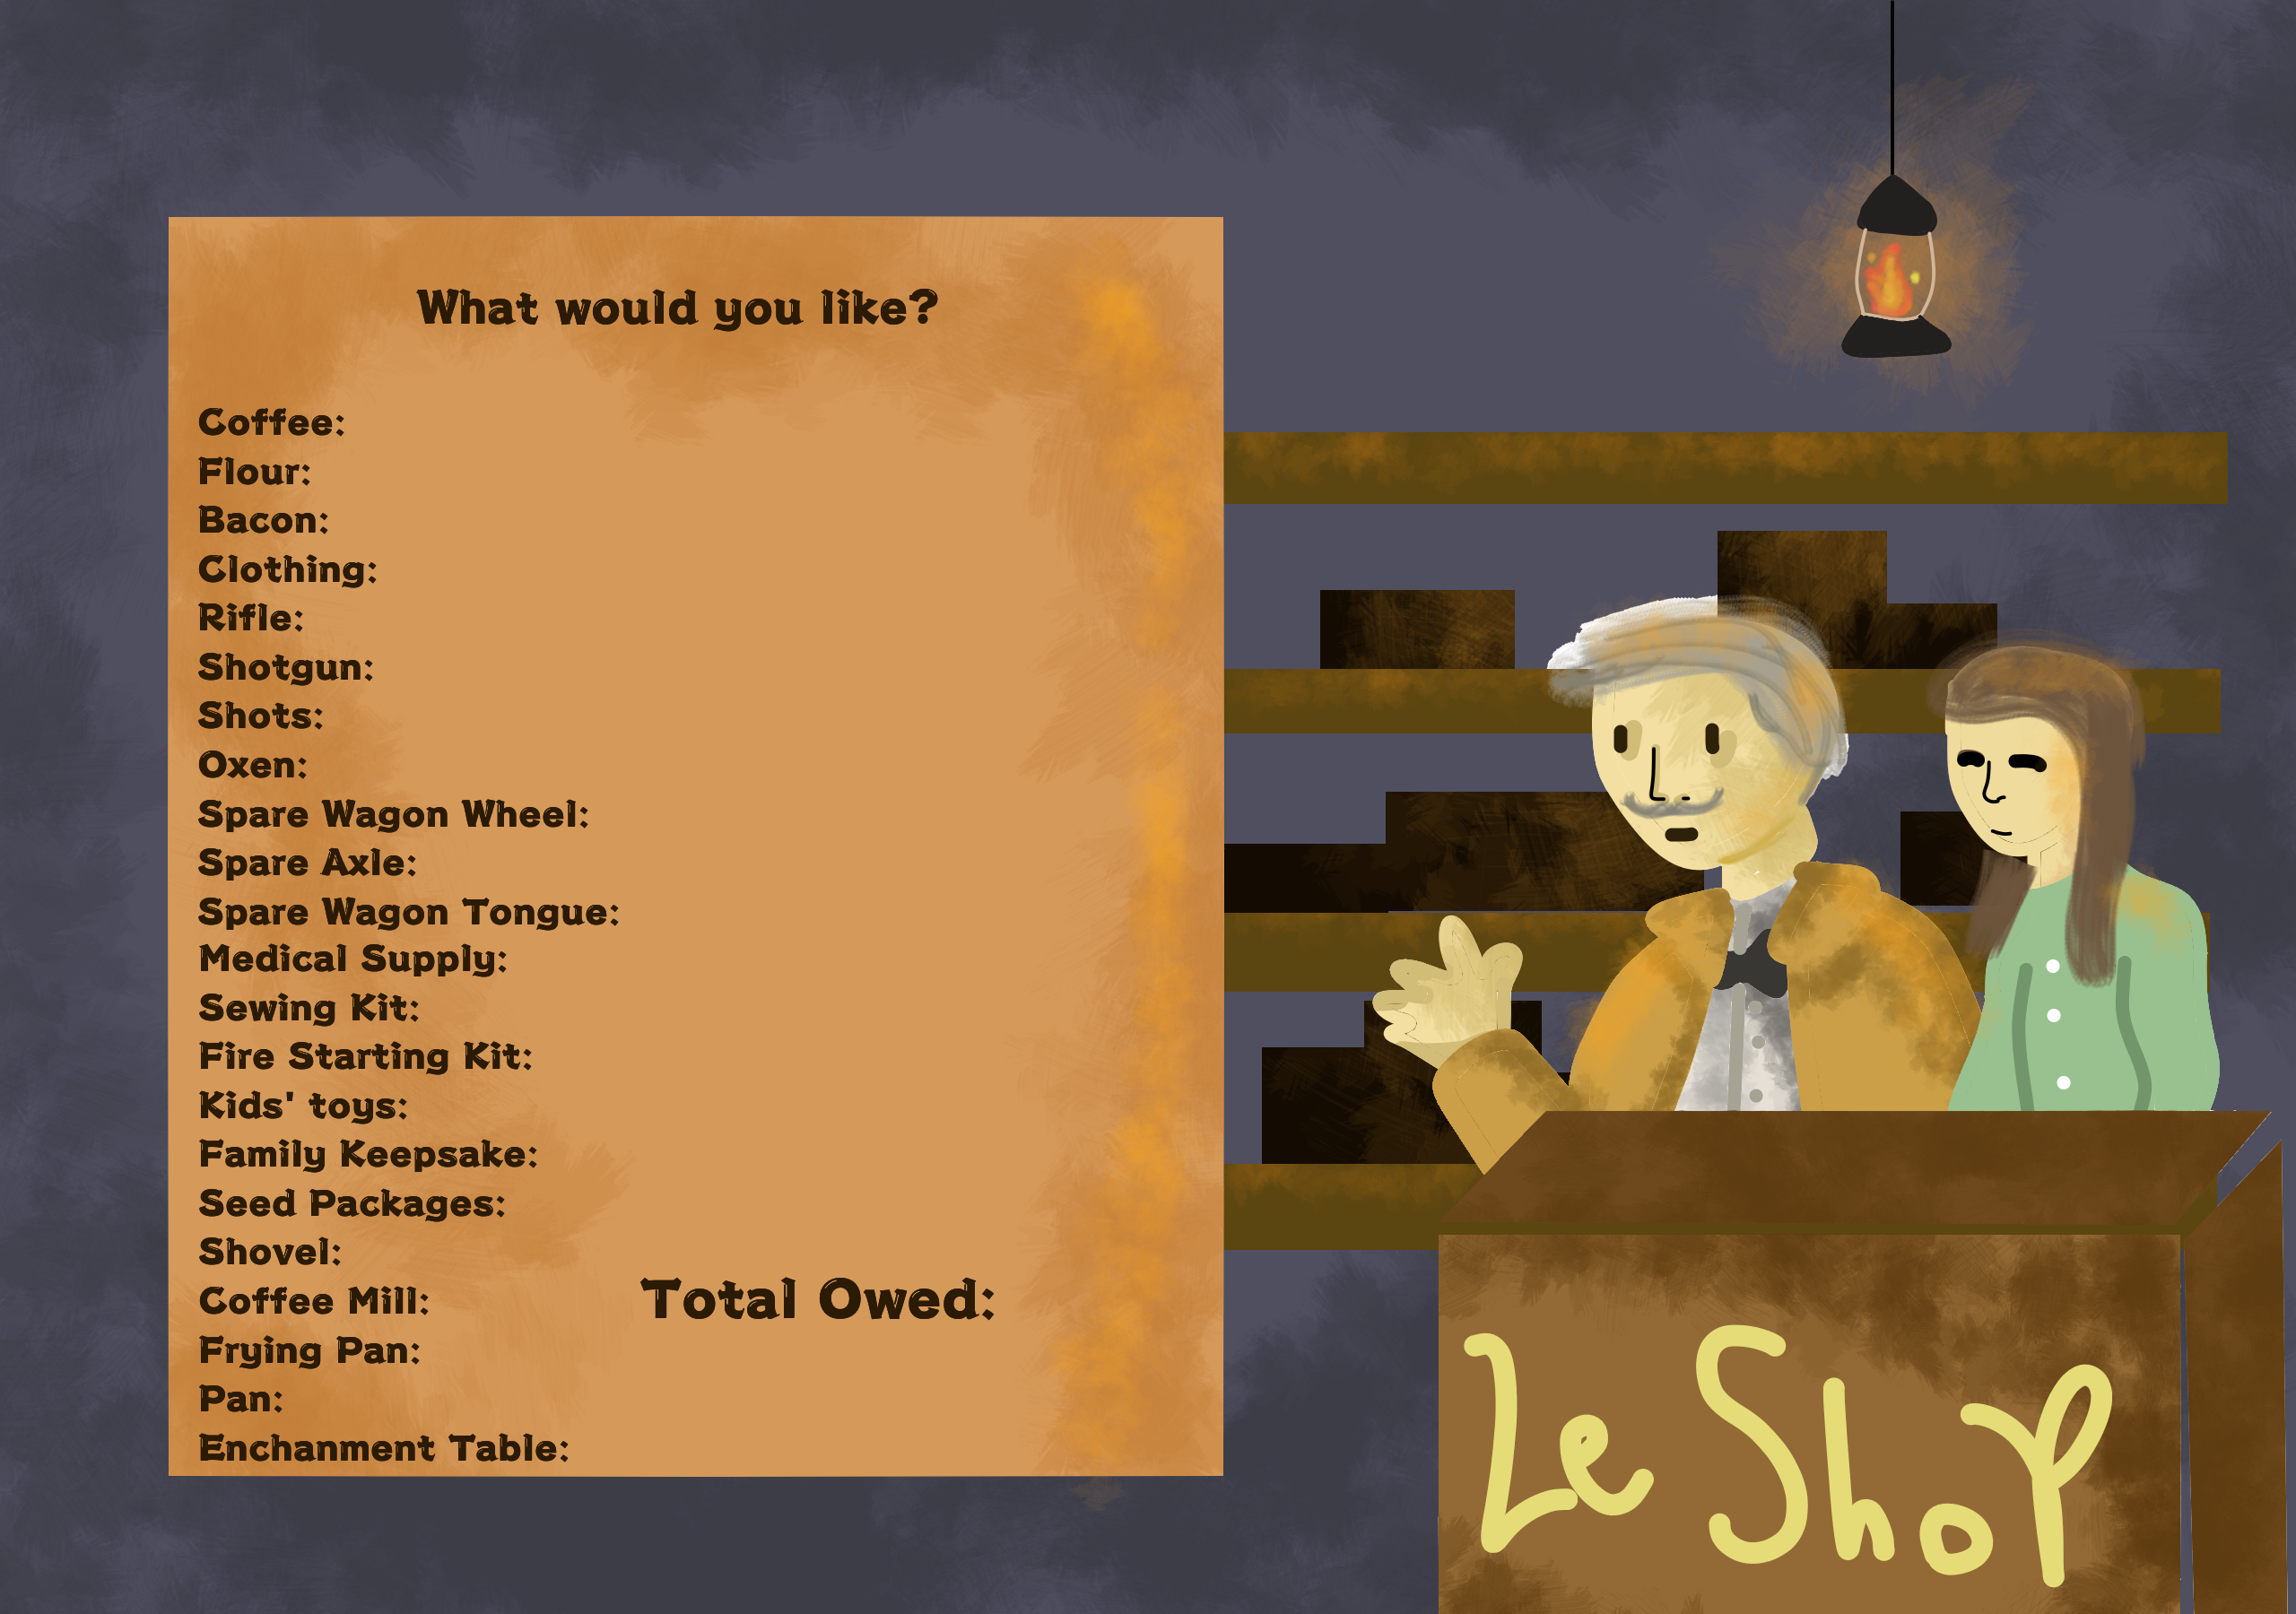 What would you like?
Coffee:
Flour:
Bacon:
Clothing:
Rifle:
Shotgun:
Shots:
Oxen:
Spare Wagon Wheel:
Spare Axle:
Spare Wagon Tongue:
Medical Supply:
Sewing Kit:
Fire Starting Kit:
Kids' toys:
Family Keepsake:
Seed Packages:
Shovel:
Coffee Mill:
Frying Pan:
Pan:
Enchanment Table:
Total Owed:
Le Shop